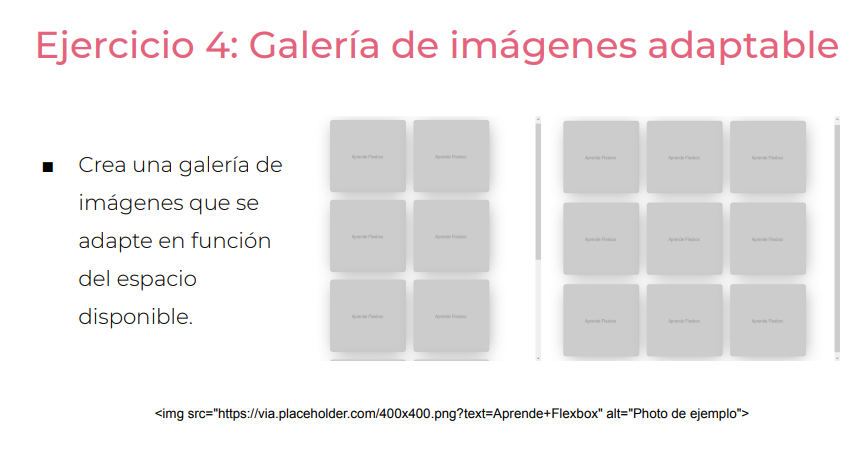 Ejercicio 4: Galería de imágenes adaptable
■ Crea una galería de
imágenes que se
adapte en función
del espacio
disponible.
Aprende Flexbox Aprende Flexbox
Aprende Flexbox Aprende Flexbox
Aprende Flexbox Aprende Flexbox
Aprende Flexbox Aprende Flexbox Aprende Flexbox
Aprende Flexbox Aprende Flexbox Aprende Flexbox
Aprende Flexbox Aprende Flexbox Aprende Flexbox
<img src="https://via.placeholder.com/400x400.png?text=Aprende+Flexbox" alt="Photo de ejemplo">